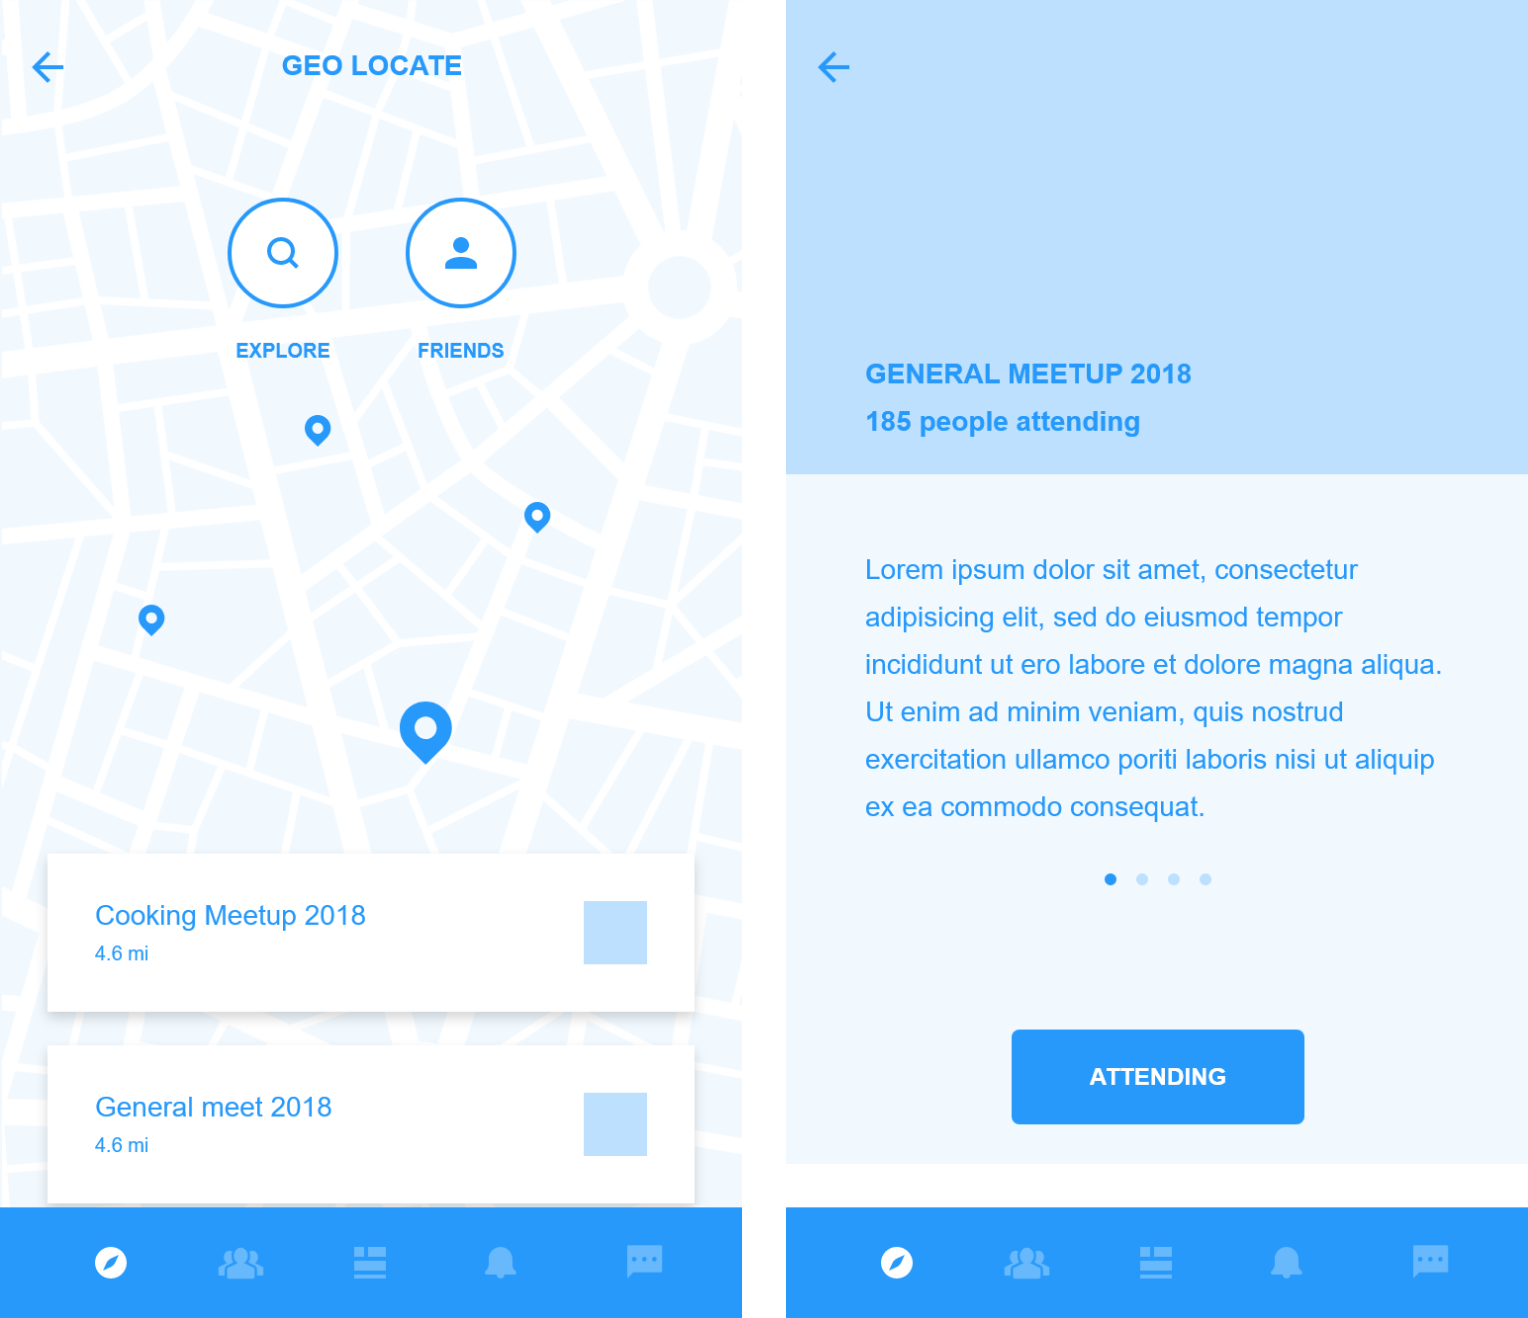 GEO LOCATE
EXPLORE
FRIENDS
Cooking Meetup 2018
4.6 mi
General meet 2018
4.6 mi
GENERAL MEETUP 2018
185 people attending
Lorem ipsum dolor sit amet, consectetur
adipisicing elit, sed do eiusmod tempor
incididunt ut ero labore et dolore magna aliqua.
Ut enim ad minim veniam, quis nostrud
exercitation ullamco poriti laboris nisi ut aliquip
ex ea commodo consequat.
ATTENDING